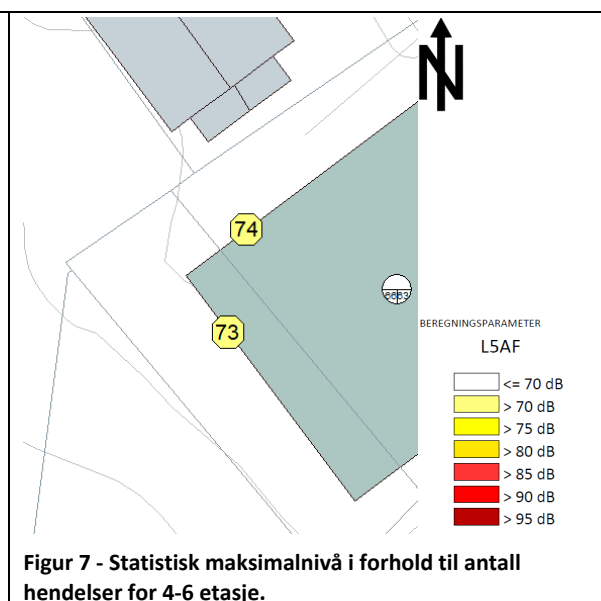 N
74
73
BEREGNINGSPARAMETER
L5AF
<= 70 dB
> 70 dB
> 75 dB
> 80 dB
> 85 dB
> 90 dB
> 95 dB
Figur 7 - Statistisk maksimalnivå i forhold til antall
hendelser for 4-6 etasje.